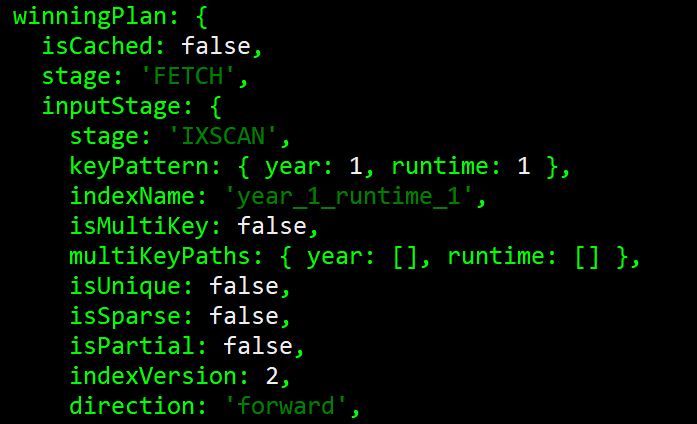 winningPlan: {
isCached: false,
stage: 'FETCH',
inputStage: {
stage: 'IXSCAN',
keyPattern: { year: 1, runtime: 1 },
indexName: 'year_1_runtime_1',
isMultiKey: false,
multiKeyPaths: { year: [], runtime: [] },
isUnique: false,
isSparse: false,
isPartial: false,
indexVersion: 2,
direction: 'forward',